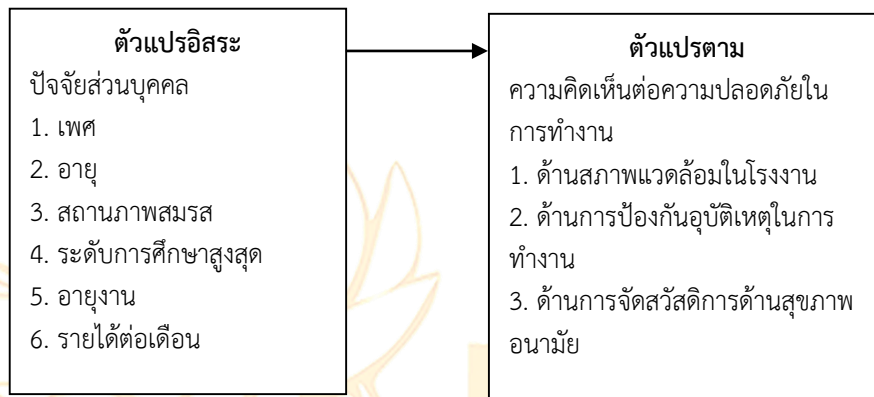 ตัวแปรอิสระ
ปัจจัยส่วนบุคคล
1. เพศ
2. อายุ
3. สถานภาพสมรส
4. ระดับการศึกษาสูงสุด
5. อายุงาน
6. รายได้ต่อเดือน
ตัวแปรตาม
ความคิดเห็นต่อความปลอดภัยใน
การทำงาน
1. ด้านสภาพแวดล้อมในโรงงาน
2. ด้านการป้องกันอุบัติเหตุในการ
ทำงาน
3. ด้านการจัดสวัสดิการด้านสุขภาพ
อนามัย